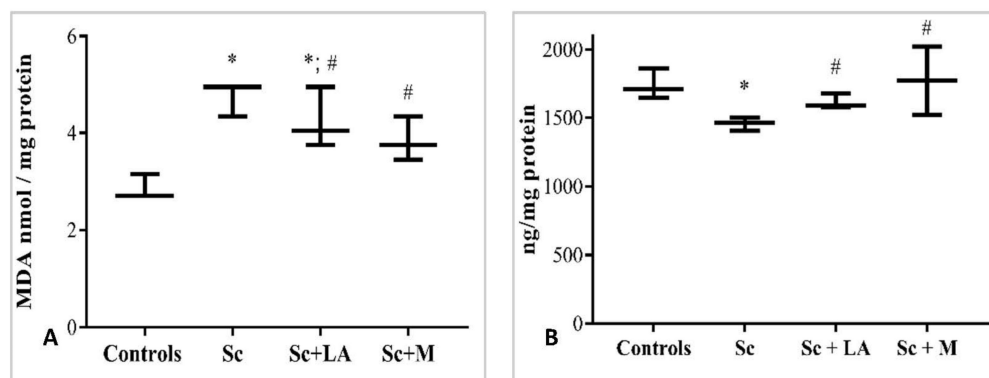 MDA nmol / mg protein
6
4
2
0
*
*; #
#
A
Controls
Sc
Sc+LA
Sc+M
ng/mg protein
2000
1500
1000
500
0
*
#
#
B
Controls
Sc
Sc + LA
Sc + M